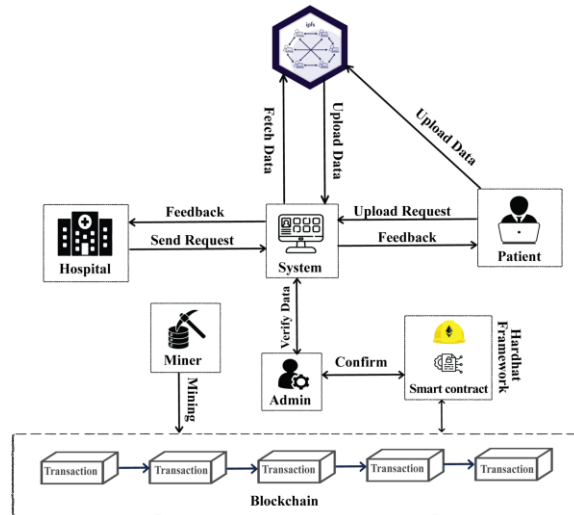 ipfs
Fetch Data
Upload Data
Upload Data
Feedback
Send Request
Upload Request
Feedback
Hospital
System
Patient
Verify Data
Miner
Mining
Admin
Confirm
Smart contract
Hardhat
Framework
Transaction
Transaction
Transaction
Transaction
Transaction
Blockchain